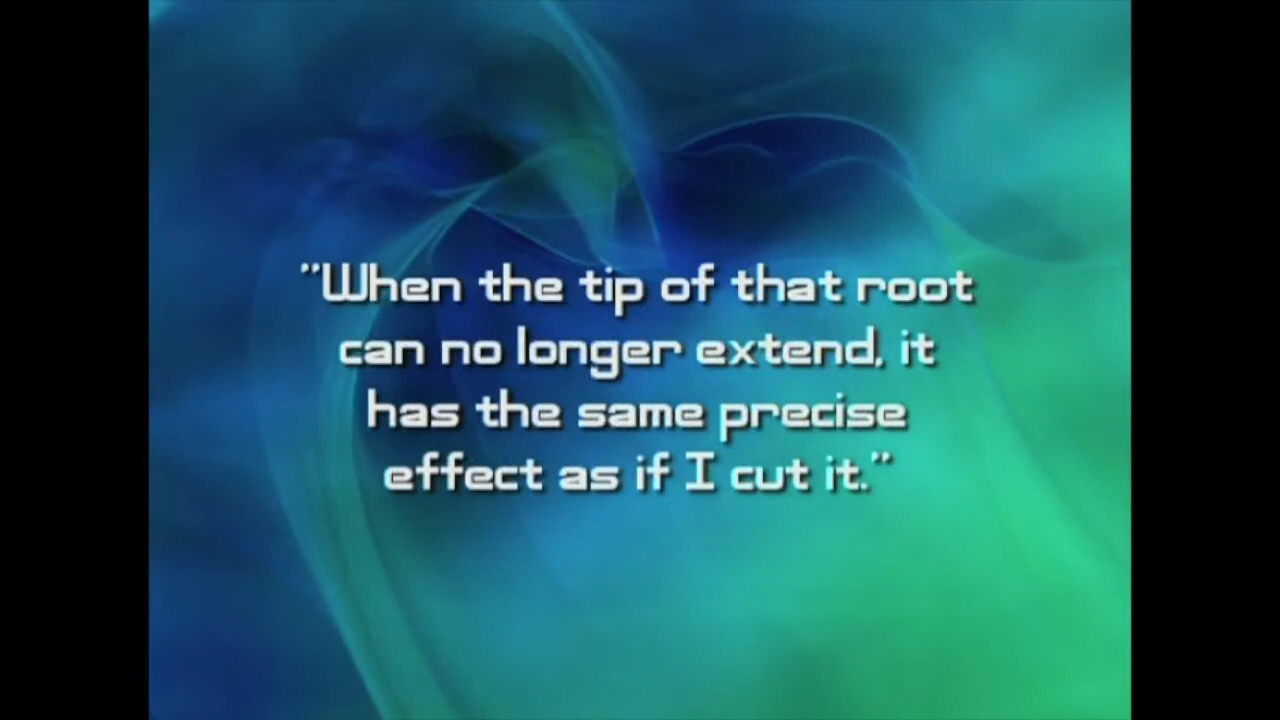 "When the tip of that root
can no longer extend, it
has the same precise
effect as if I cut it."